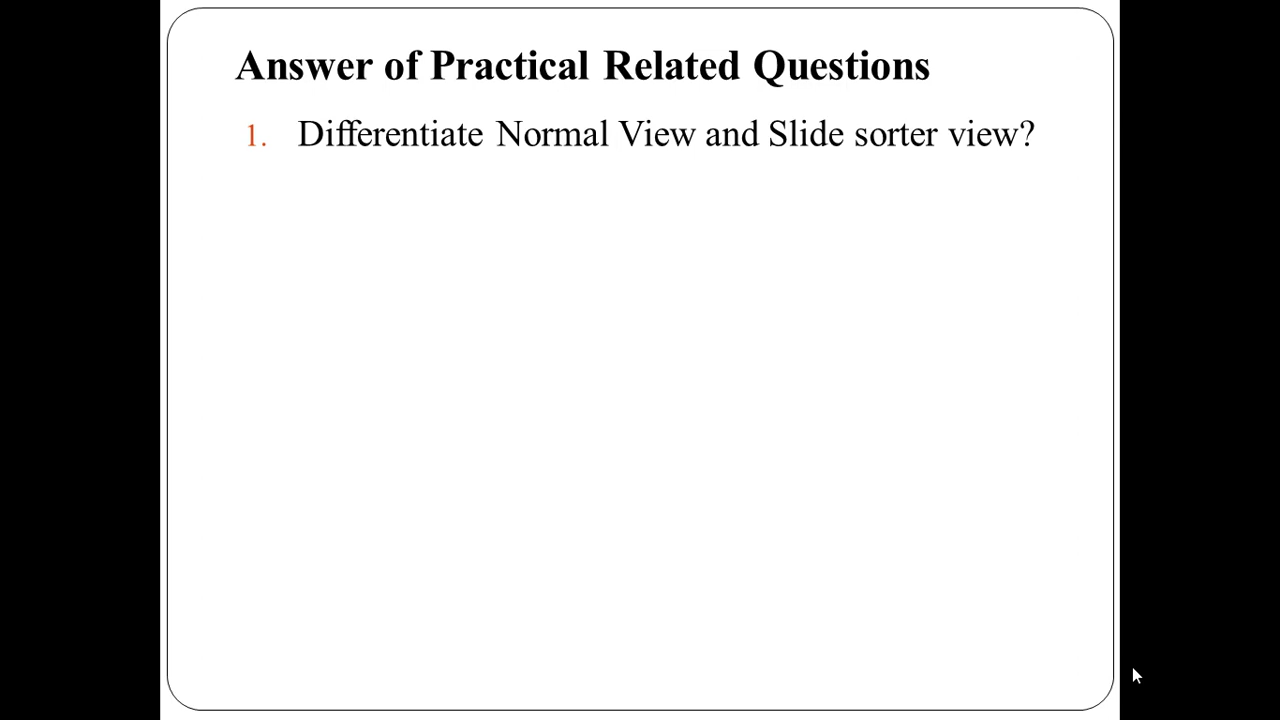 Answer of Practical Related Questions
1. Differentiate Normal View and Slide sorter view?